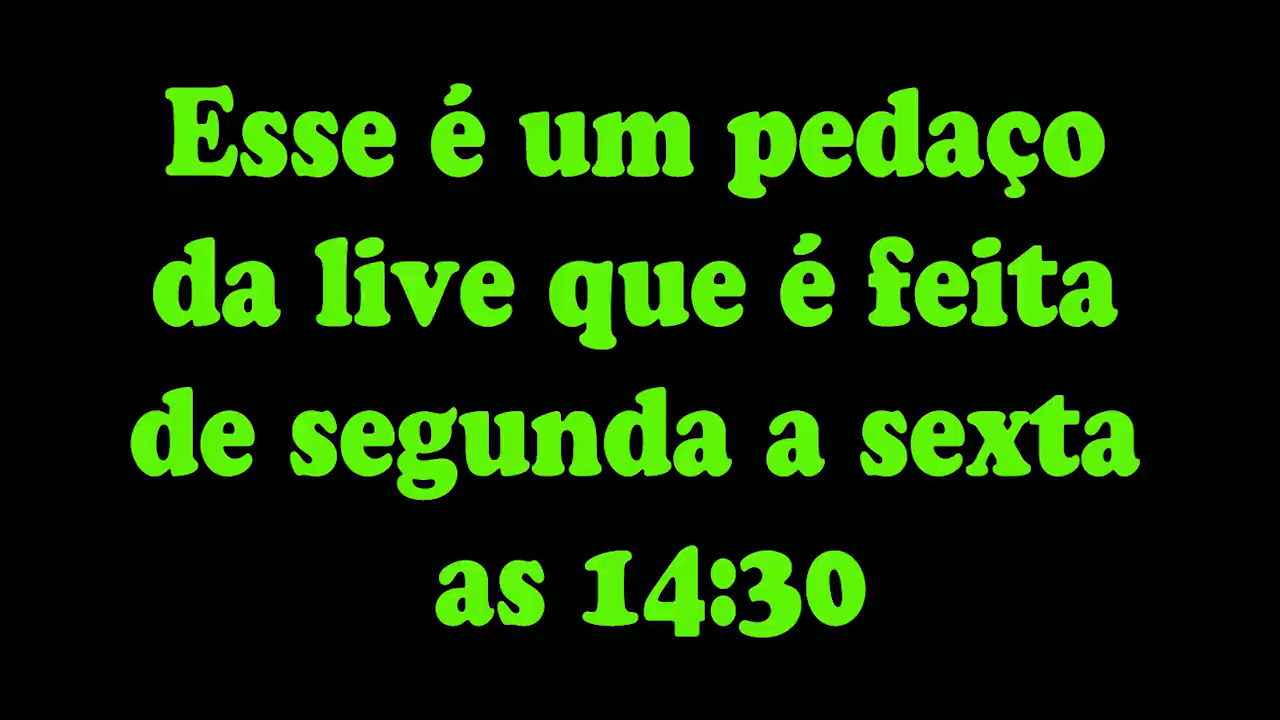 Esse é um pedaço
da live que é feita
de segunda a sexta
as 14:30